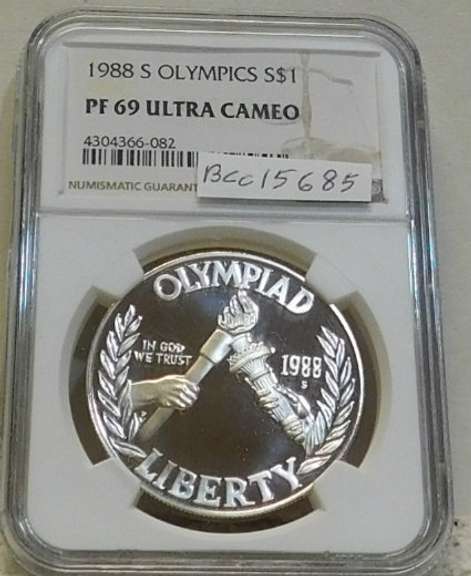 1988 S OLYMPICS S$1
PF 69 ULTRA CAMEO
4304366-082
NUMISMATIC GUARANT
BCC15685
OLYMPIAD
IN GOD
WE TRUST
1988
S
LIBERTY